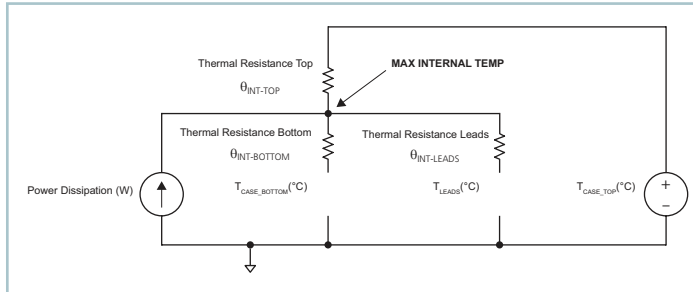 Thermal Resistance Top
θINT-TOP
MAX INTERNAL TEMP
Thermal Resistance Bottom
θINT-BOTTOM
Thermal Resistance Leads
θINT-LEADS
Power Dissipation (W)
TCASE_BOTTOM(°C)
TLEADS(°C)
TCASE_TOP(°C)
+
–